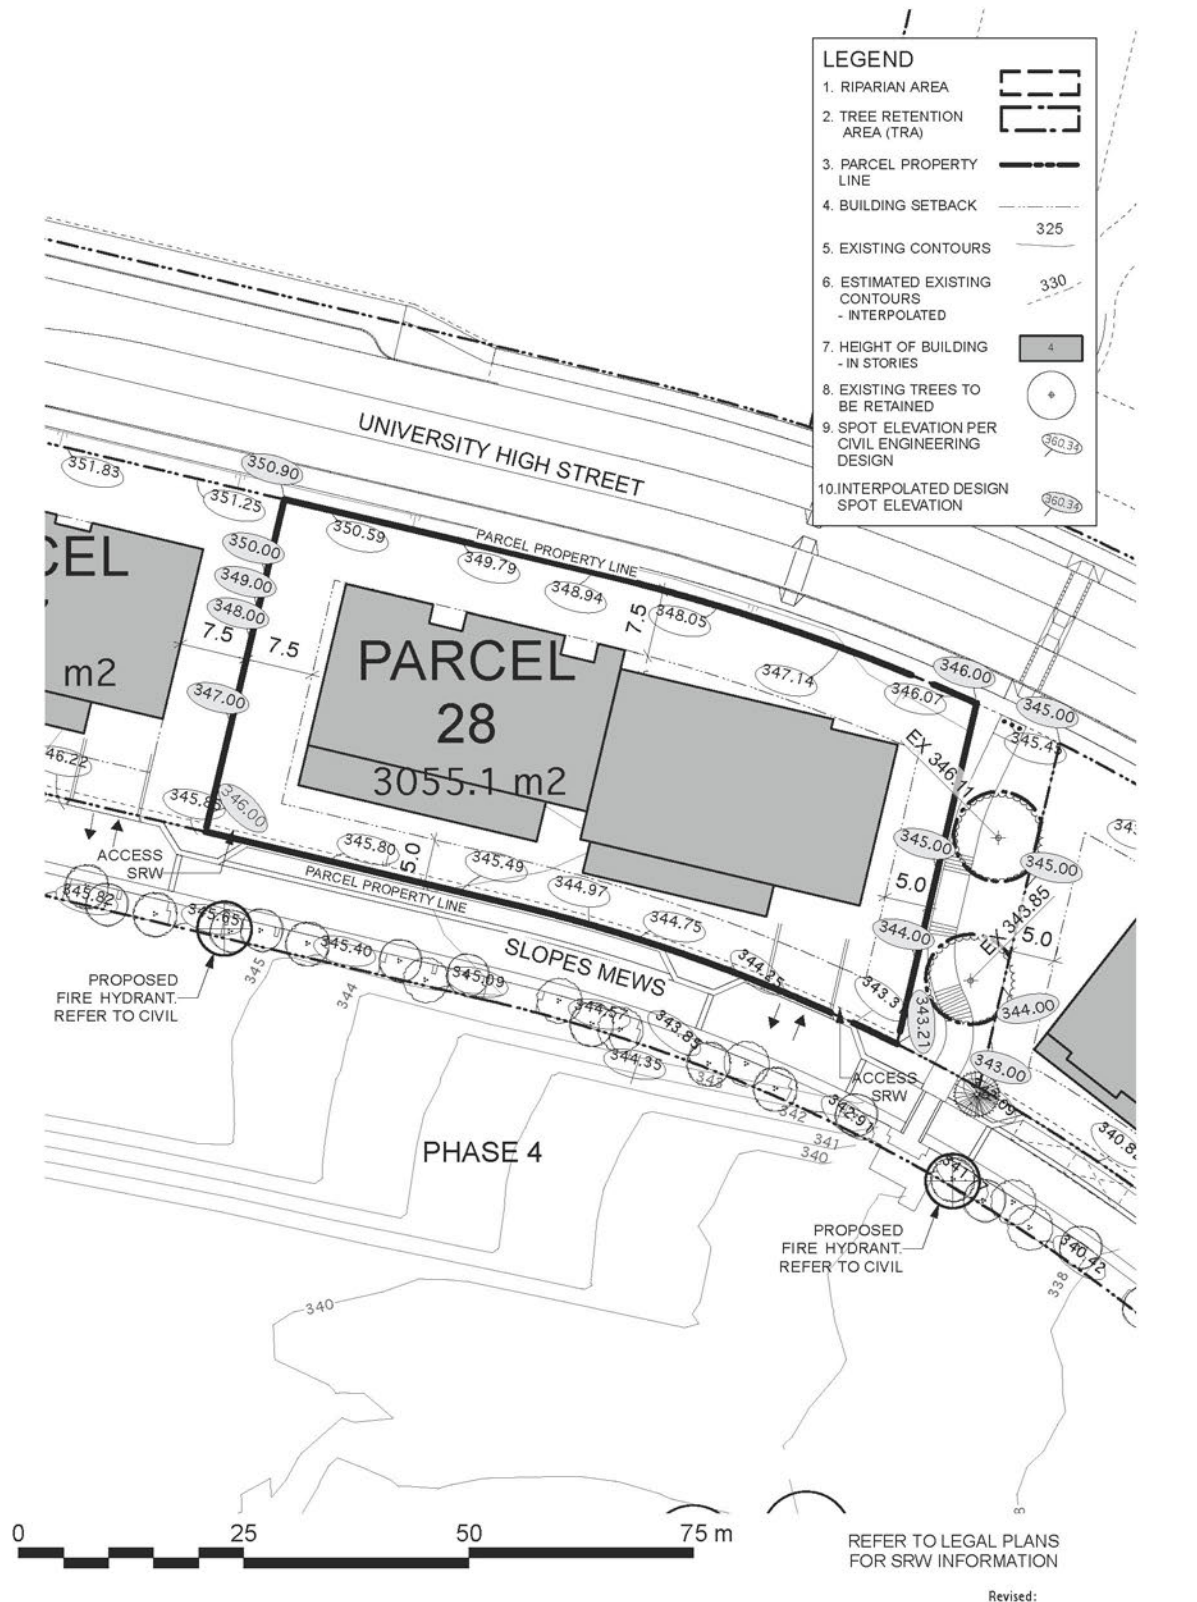 LEGEND
1. RIPARIAN AREA
2. TREE RETENTION
AREA (TRA)
3. PARCEL PROPERTY
LINE
4. BUILDING SETBACK
325
5. EXISTING CONTOURS
6. ESTIMATED EXISTING
CONTOURS
- INTERPOLATED
330
7. HEIGHT OF BUILDING
- IN STORIES
4
8. EXISTING TREES TO
BE RETAINED
9. SPOT ELEVATION PER
CIVIL ENGINEERING
DESIGN
360.34
10.INTERPOLATED DESIGN
SPOT ELEVATION
360.34
UNIVERSITY HIGH STREET
351.83
350.90
351.25
350.59
PARCEL PROPERTY LINE
349.79
348.94
348.05
350.00
349.00
348.00
7.5
7.5
7.5
347.14
346.07
346.00
345.00
345.45
CEL
m2
PARCEL
28
3055.1 m2
347.00
EX 346.11
46.22
346.00
345.80
5.0
345.49
344.97
344.75
344.25
345.00
345.00
5.0
344.00
EX 343.85
5.0
344.00
343.21
343.00
ACCESS
SRW
PARCEL PROPERTY LINE
SLOPES MEWS
345.82
345.65
345.40
345.09
344.57
343.85
344.35
342.91
PROPOSED
FIRE HYDRANT.
REFER TO CIVIL
345
344
343
342
341
340
ACCESS
SRW
PHASE 4
PROPOSED
FIRE HYDRANT.
REFER TO CIVIL
340.42
338
340
0
25
50
75 m
REFER TO LEGAL PLANS
FOR SRW INFORMATION
Revised: